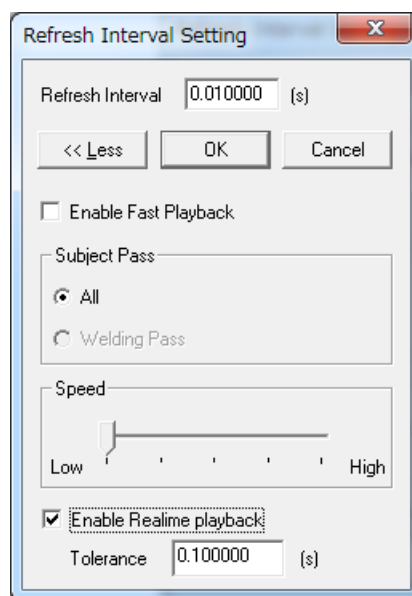 Refresh Interval Setting
Refresh Interval 0.010000 (s)
<< Less OK Cancel
Enable Fast Playback
Subject Pass
All
Welding Pass
Speed
Low High
Enable Realime playback
Tolerance 0.100000 (s)